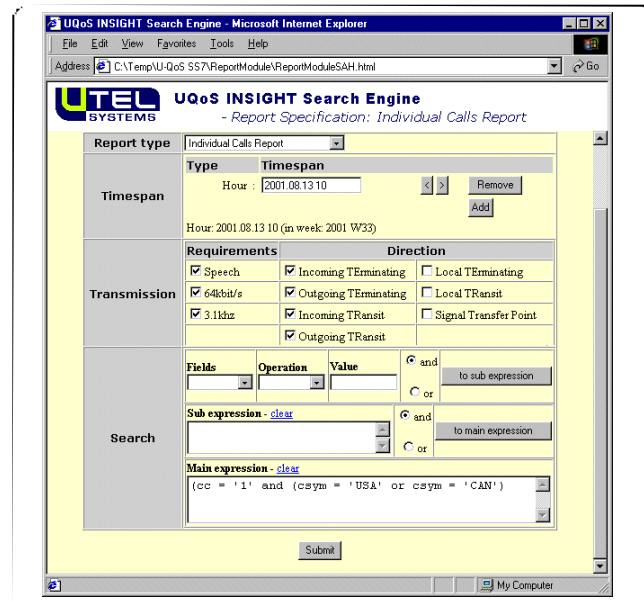 UQoS INSIGHT Search Engine - Microsoft Internet Explorer
File Edit View Favorites Tools Help
Address C:\Temp\U-QoS SS7\ReportModule\ReportModuleSAH.html Go
UTEL SYSTEMS
UQoS INSIGHT Search Engine
- Report Specification: Individual Calls Report
Report type Individual Calls Report
Timespan
Type Timespan
Hour : 2001.08.13 10 < > Remove
Add
Hour: 2001.08.13 10 (in week: 2001 W33)
Transmission
Requirements Direction
Speech Incoming TErminating Local TErminating
64kbit/s Outgoing TErminating Local TRansit
3.1khz Incoming TRansit Signal Transfer Point
Outgoing TRansit
Search
Fields Operation Value and
or
to sub expression
Sub expression - clear and
or
to main expression
Main expression - clear
(cc = '1' and (csym = 'USA' or csym = 'CAN')
Submit
My Computer